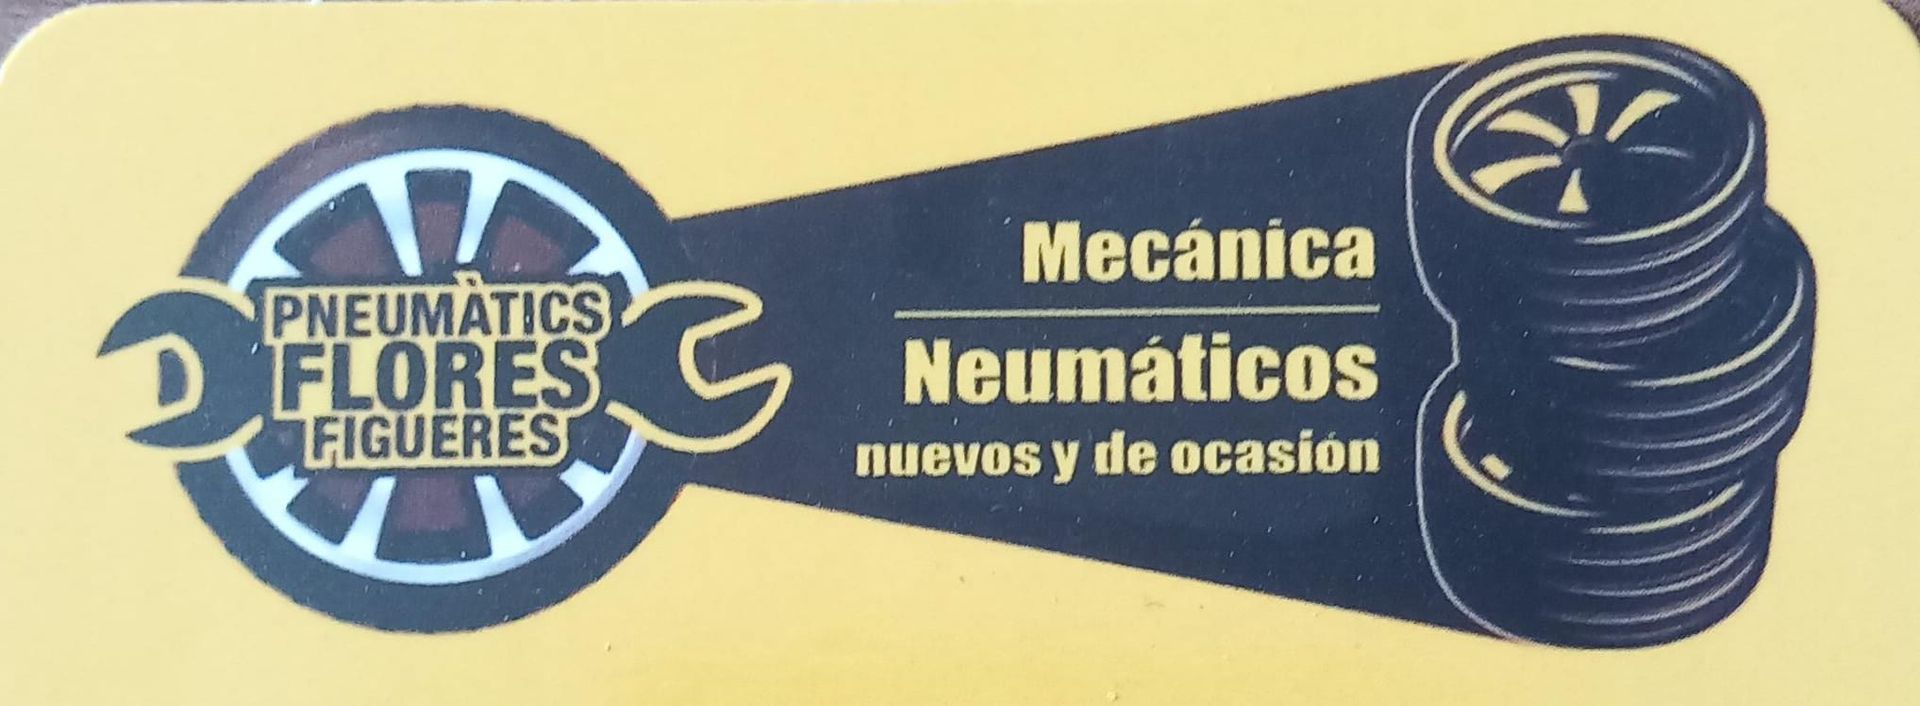 PNEUMÀTICS
FLORES
FIGUERES
Mecánica
Neumáticos
nuevos y de ocasión